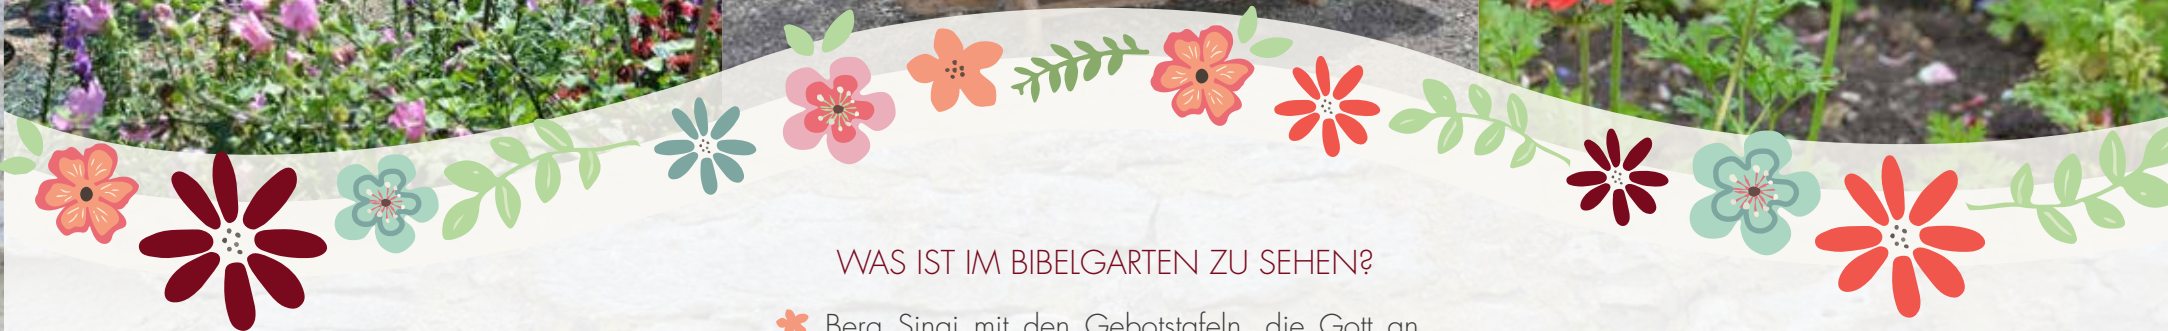 WAS IST IM BIBELGARTEN ZU SEHEN?
Berg Sinai mit den Gebotstafeln, die Gott an